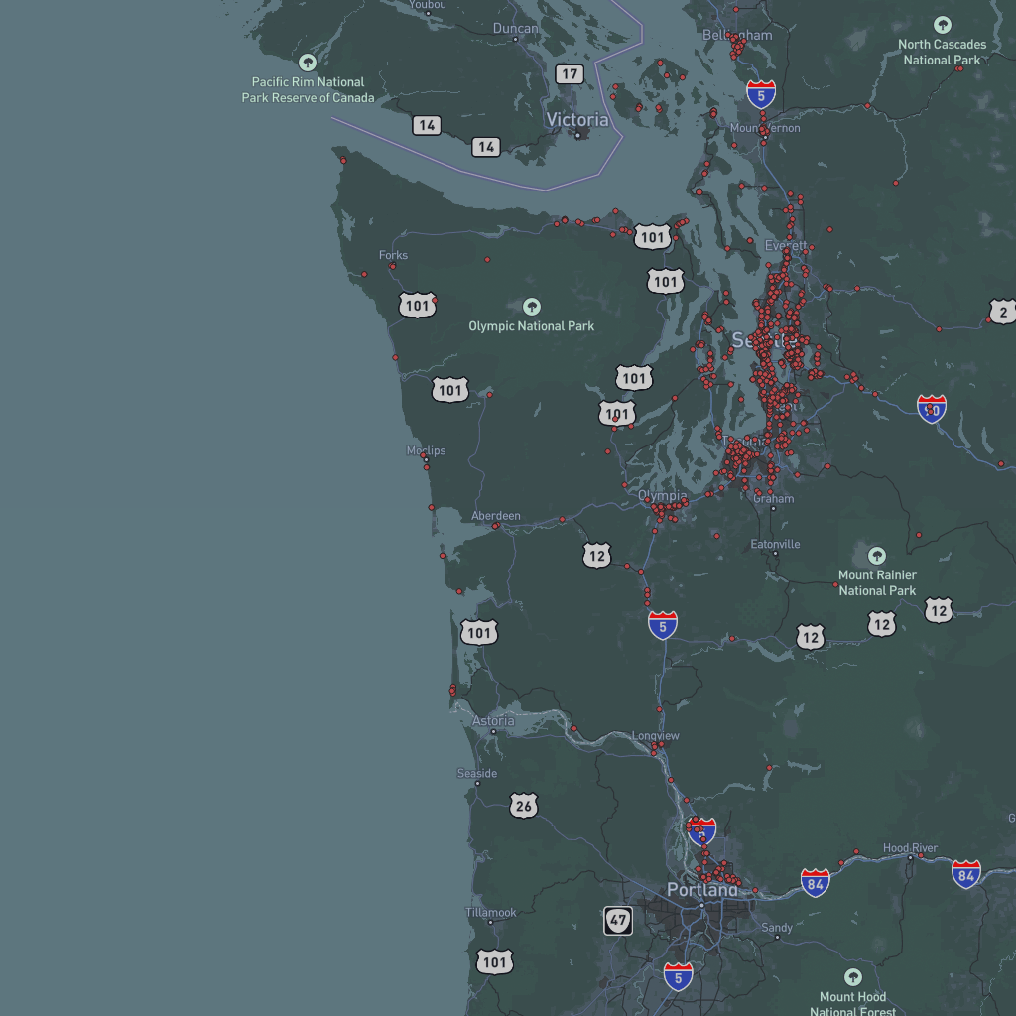 Youbou
Duncan
Bellingham
North Cascades
National Park
Pacific Rim National
Park Reserve of Canada
17
5
14
Victoria
Mount Vernon
14
101
Everett
Forks
101
101
Olympic National Park
2
Seattle
101
101
101
90
Tacoma
Moclips
Olympia
Graham
Aberdeen
12
Eatonville
Mount Rainier
National Park
12
12
12
5
101
Astoria
Longview
Seaside
26
5
Hood River
84
84
Portland
Tillamook
47
Sandy
101
5
Mount Hood
National Forest